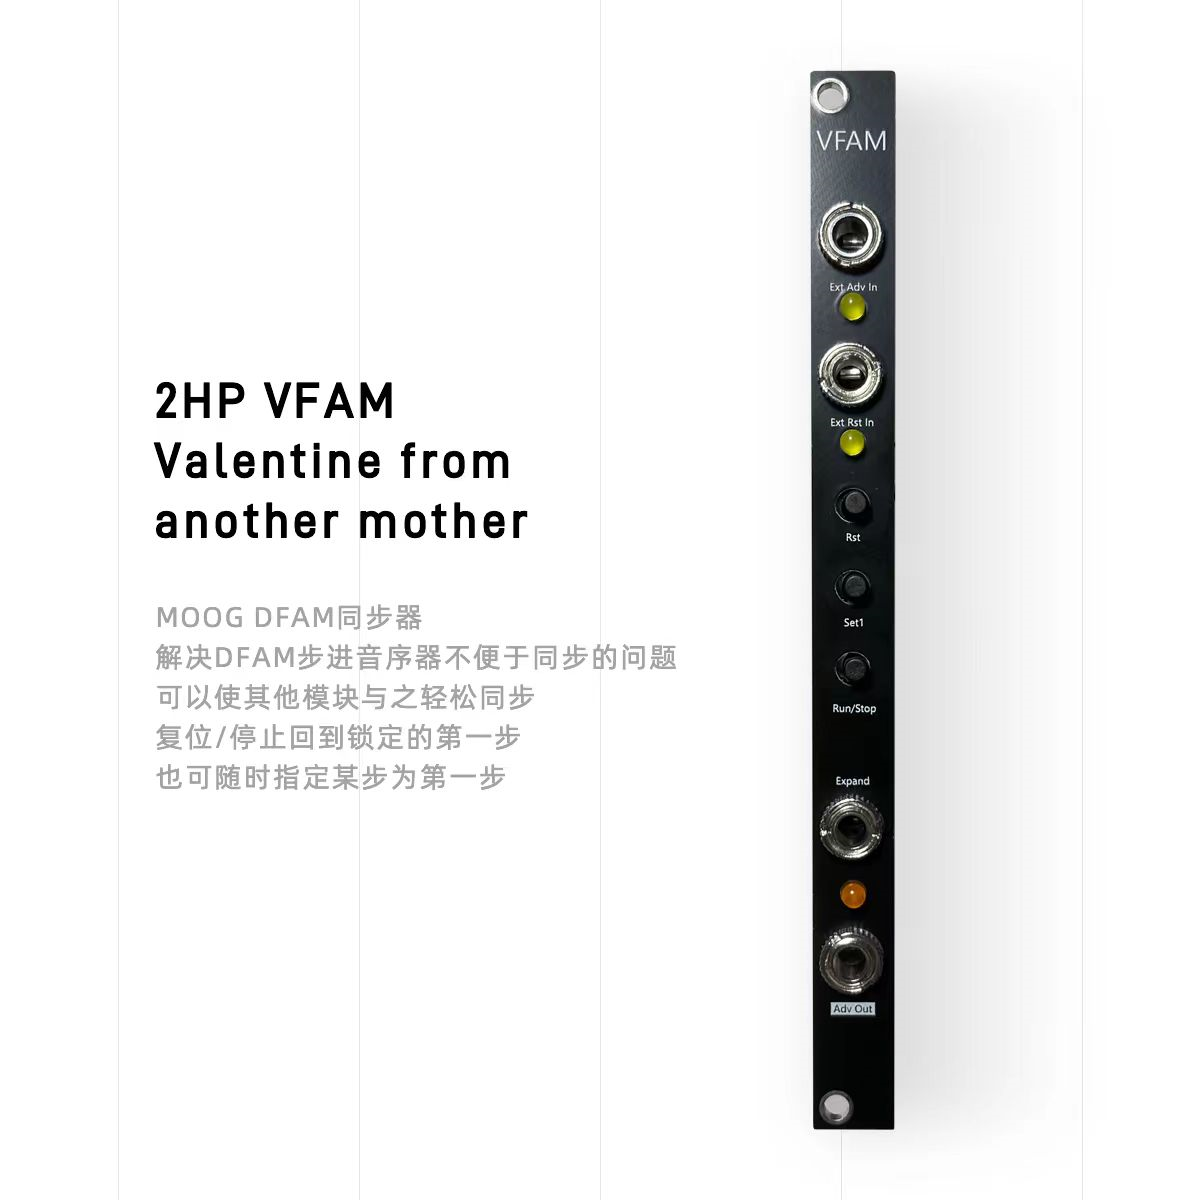 2HP VFAM
Valentine from
another mother
MOOG DFAM同步器
解决DFAM步进音序器不便于同步的问题
可以使其他模块与之轻松同步
复位/停止回到锁定的第一步
也可随时指定某步为第一步
VFAM
Ext Adv In
Ext Rst In
Rst
Set1
Run/Stop
Expand
Adv Out